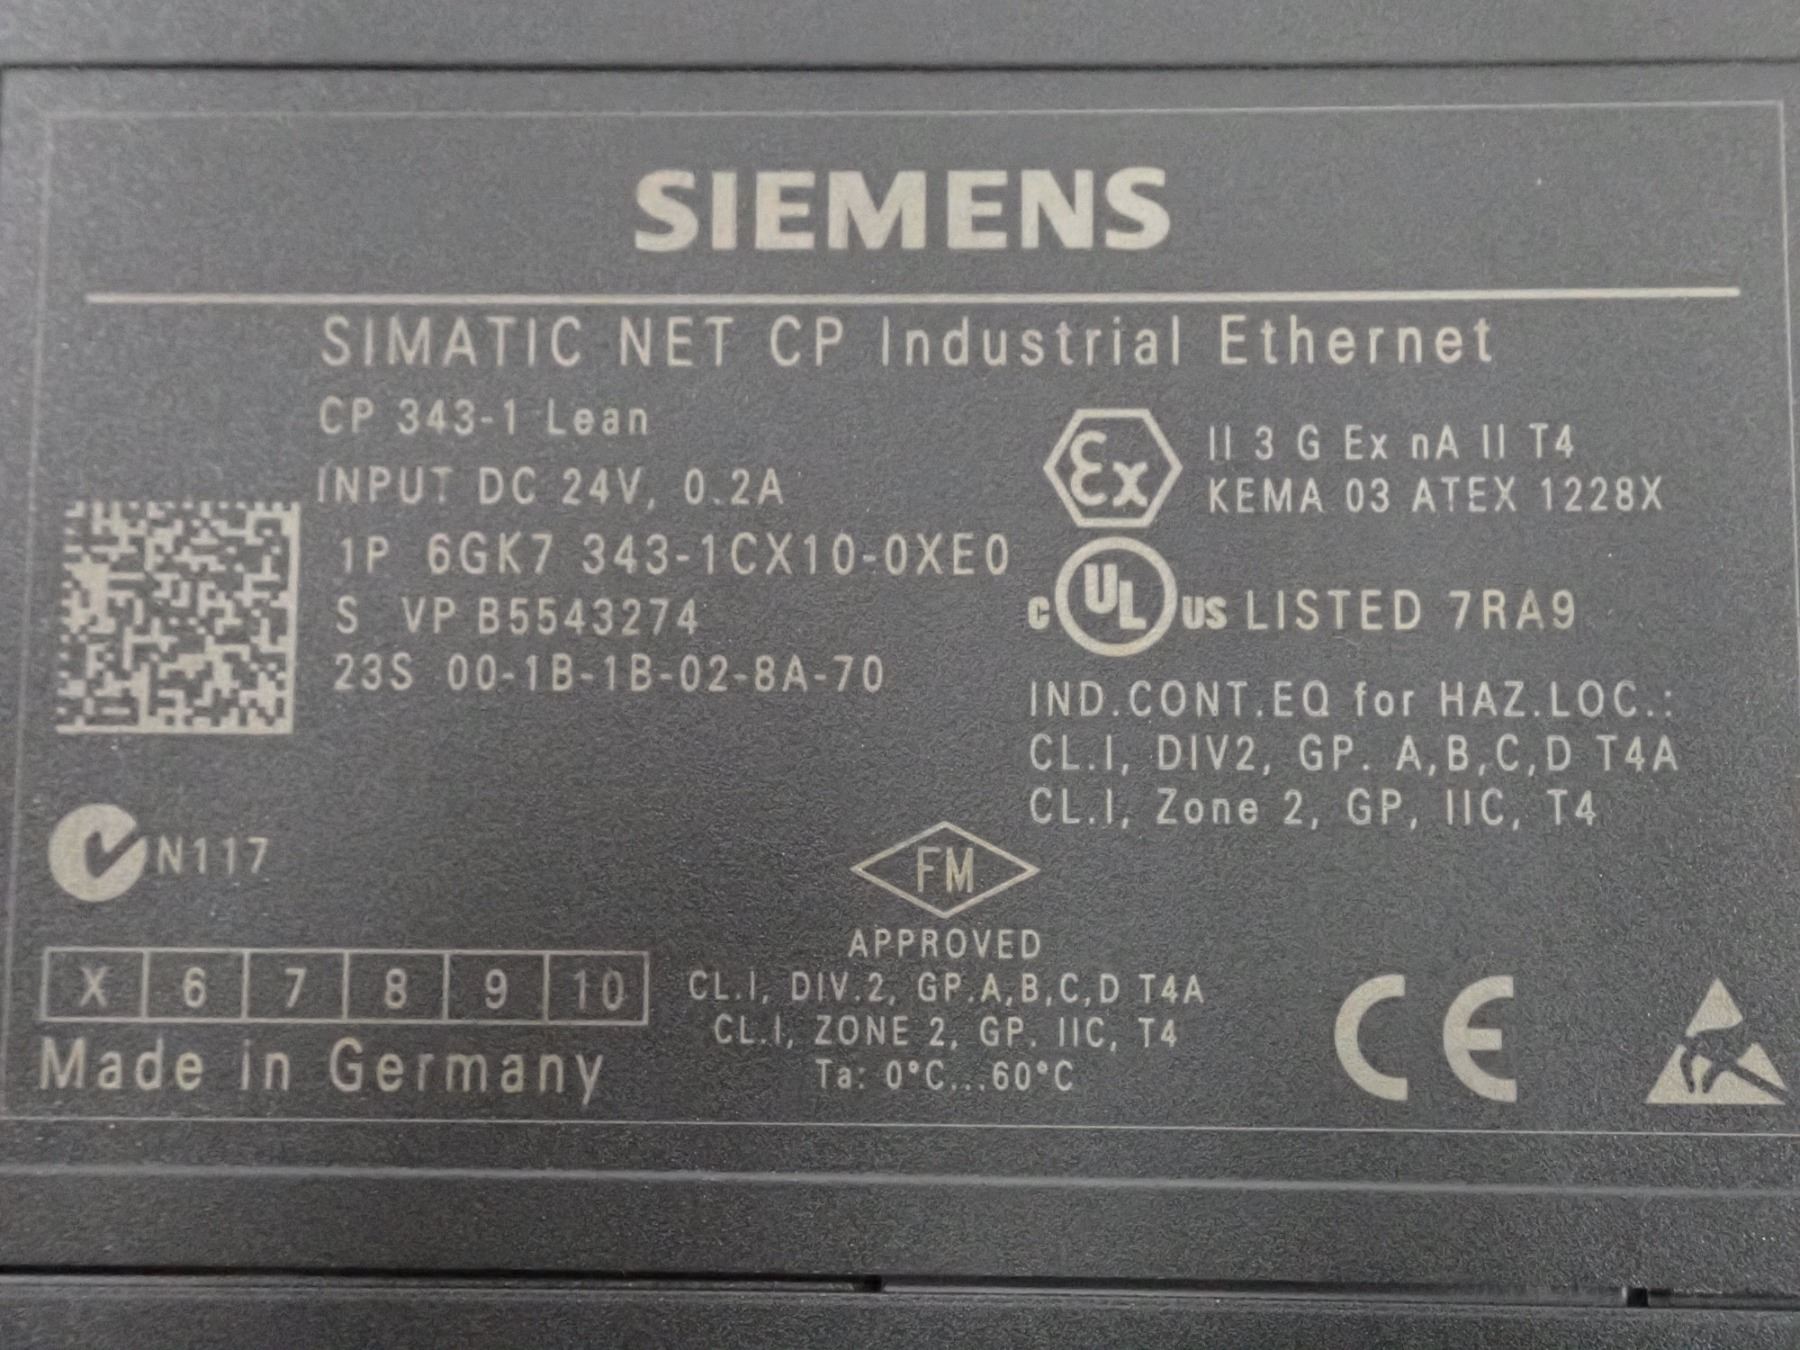 SIEMENS
SIMATIC NET CP Industrial Ethernet
CP 343-1 Lean
INPUT DC 24V, 0.2A
1P 6GK7 343-1CX10-0XE0
S VP B5543274
23S 00-1B-1B-02-8A-70
Ex II 3 G Ex nA II T4
KEMA 03 ATEX 1228X
c UL US LISTED 7RA9
IND.CONT.EQ for HAZ.LOC.:
CL.I, DIV2, GP. A,B,C,D T4A
CL.I, Zone 2, GP, IIC, T4
N117
FM
APPROVED
CL.I, DIV.2, GP.A,B,C,D T4A
CL.I, ZONE 2, GP. IIC, T4
Ta: 0°C...60°C
X 6 7 8 9 10
Made in Germany
CE